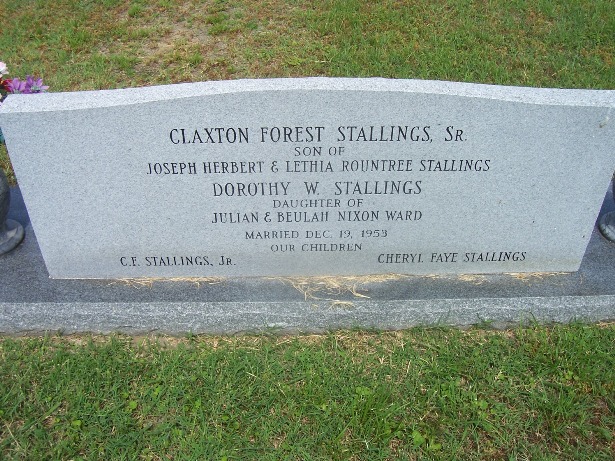 CLAXTON FOREST STALLINGS, SR.
SON OF
JOSEPH HERBERT & LETHIA ROUNTREE STALLINGS
DOROTHY W. STALLINGS
DAUGHTER OF
JULIAN & BEULAH NIXON WARD
MARRIED DEC. 19, 1953
OUR CHILDREN
C.F. STALLINGS, JR. CHERYL FAYE STALLINGS